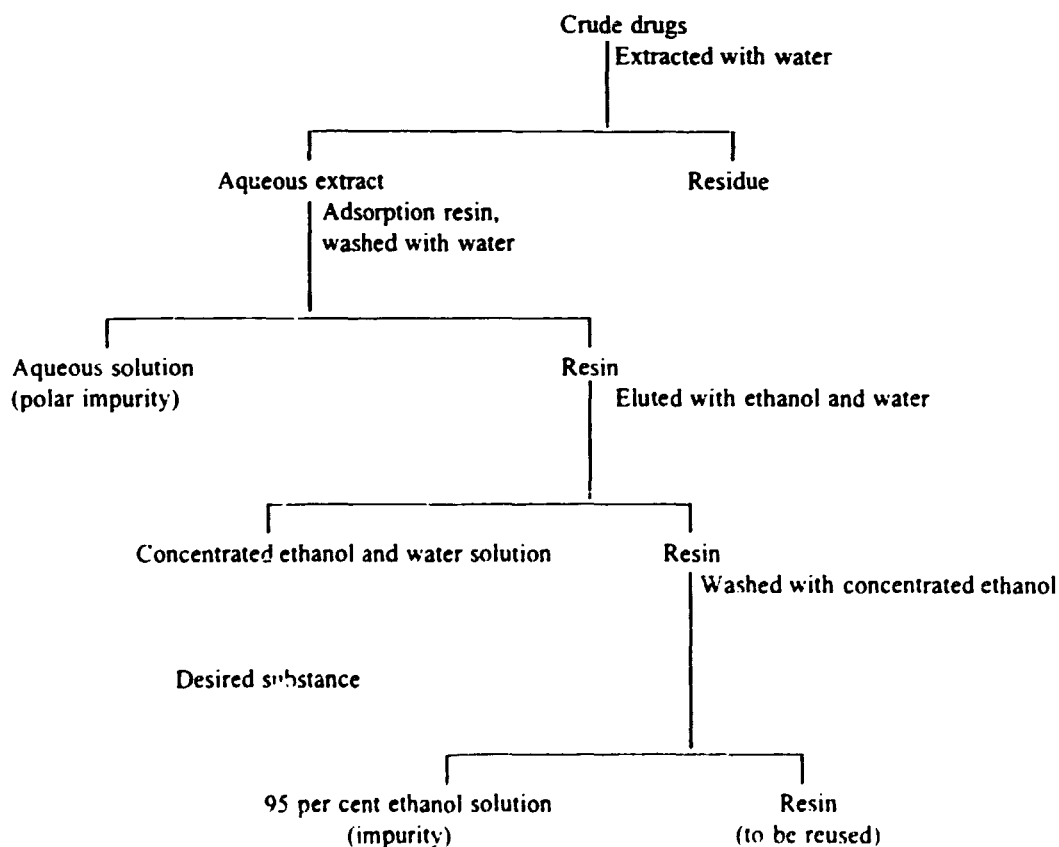 Crude drugs
Extracted with water
Aqueous extract
Residue
Adsorption resin,
washed with water
Aqueous solution
(polar impurity)
Resin
Eluted with ethanol and water
Concentrated ethanol and water solution
Resin
Washed with concentrated ethanol
Desired substance
95 per cent ethanol solution
(impurity)
Resin
(to be reused)